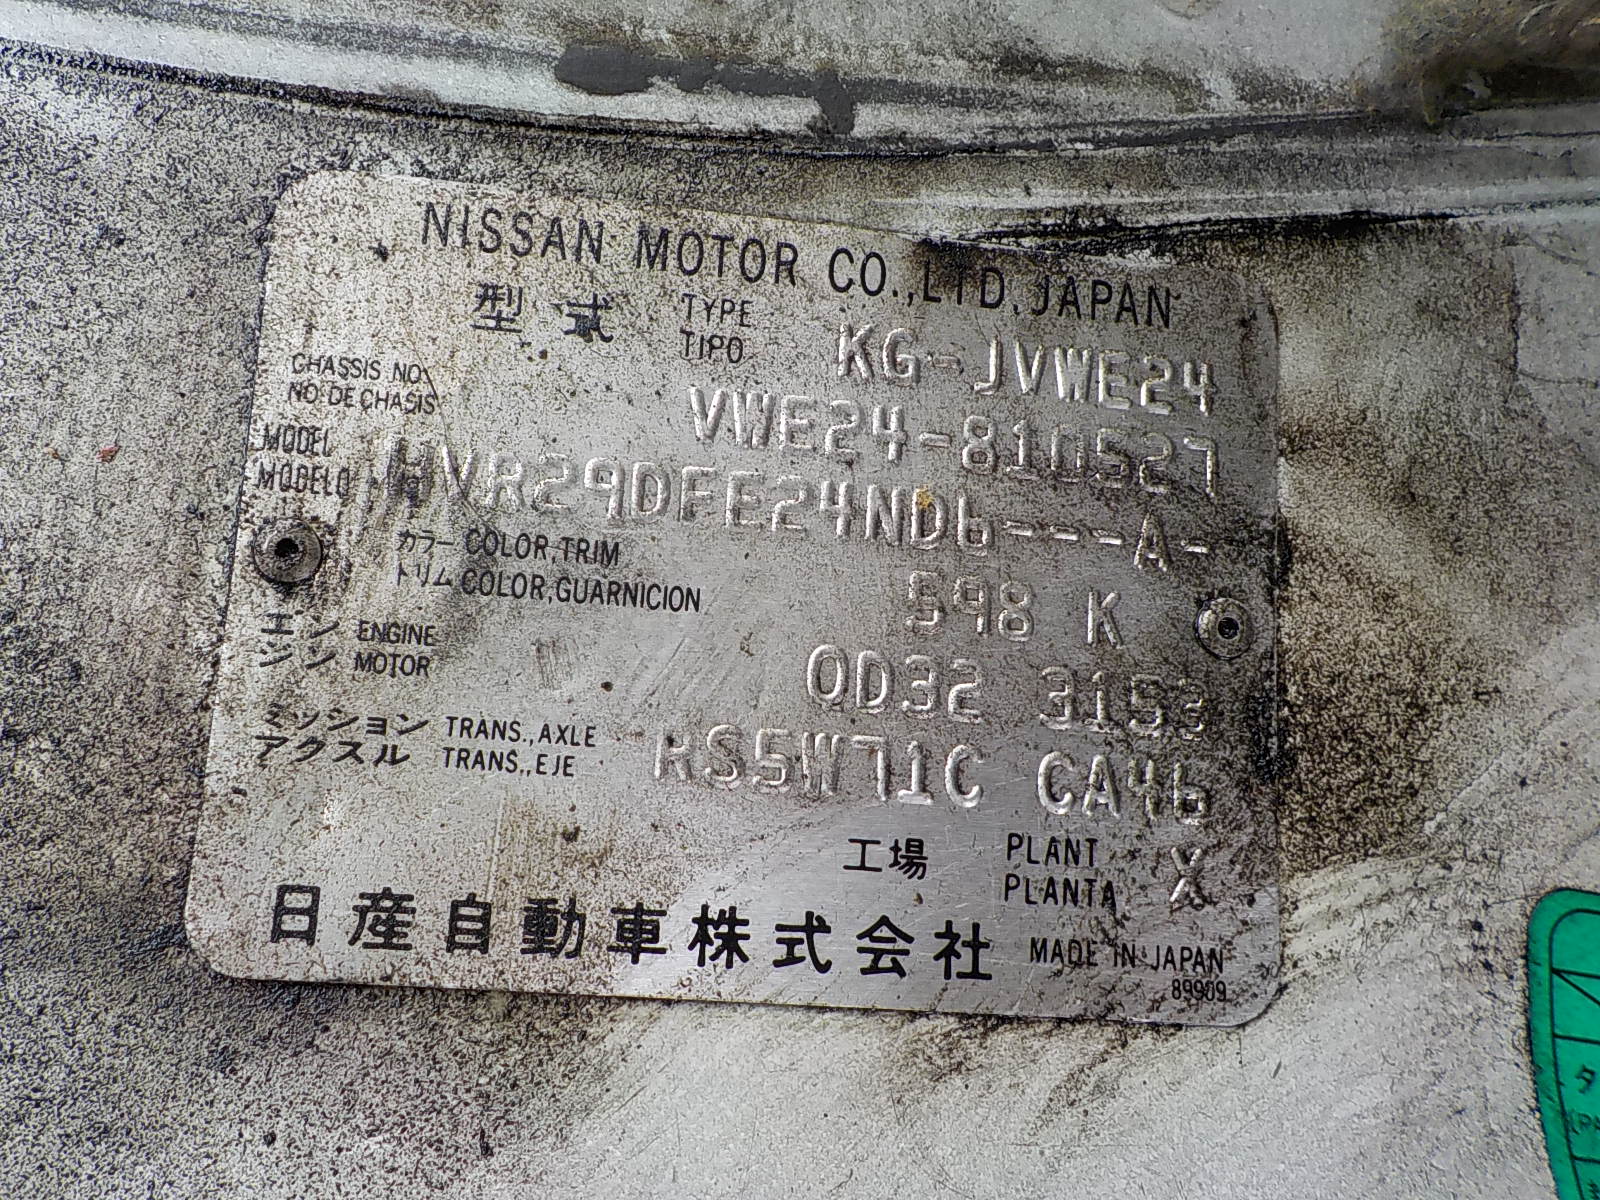 NISSAN MOTOR CO.,LTD.JAPAN
型式 TYPE
TIPO
KG-JVWE24
CHASSIS NO.
NO DE CHASIS
VWE24-810527
MODEL
MODELO
HVR29DFE24ND6---A-
カラー COLOR,TRIM
トリム COLOR,GUARNICION
598 K
エン ENGINE
ジン MOTOR
QD32 3153
ミッション TRANS.,AXLE
アクスル TRANS.,EJE
RS5W71C CA46
工場 PLANT
PLANTA
X
日産自動車株式会社 MADE IN JAPAN
89909
タ